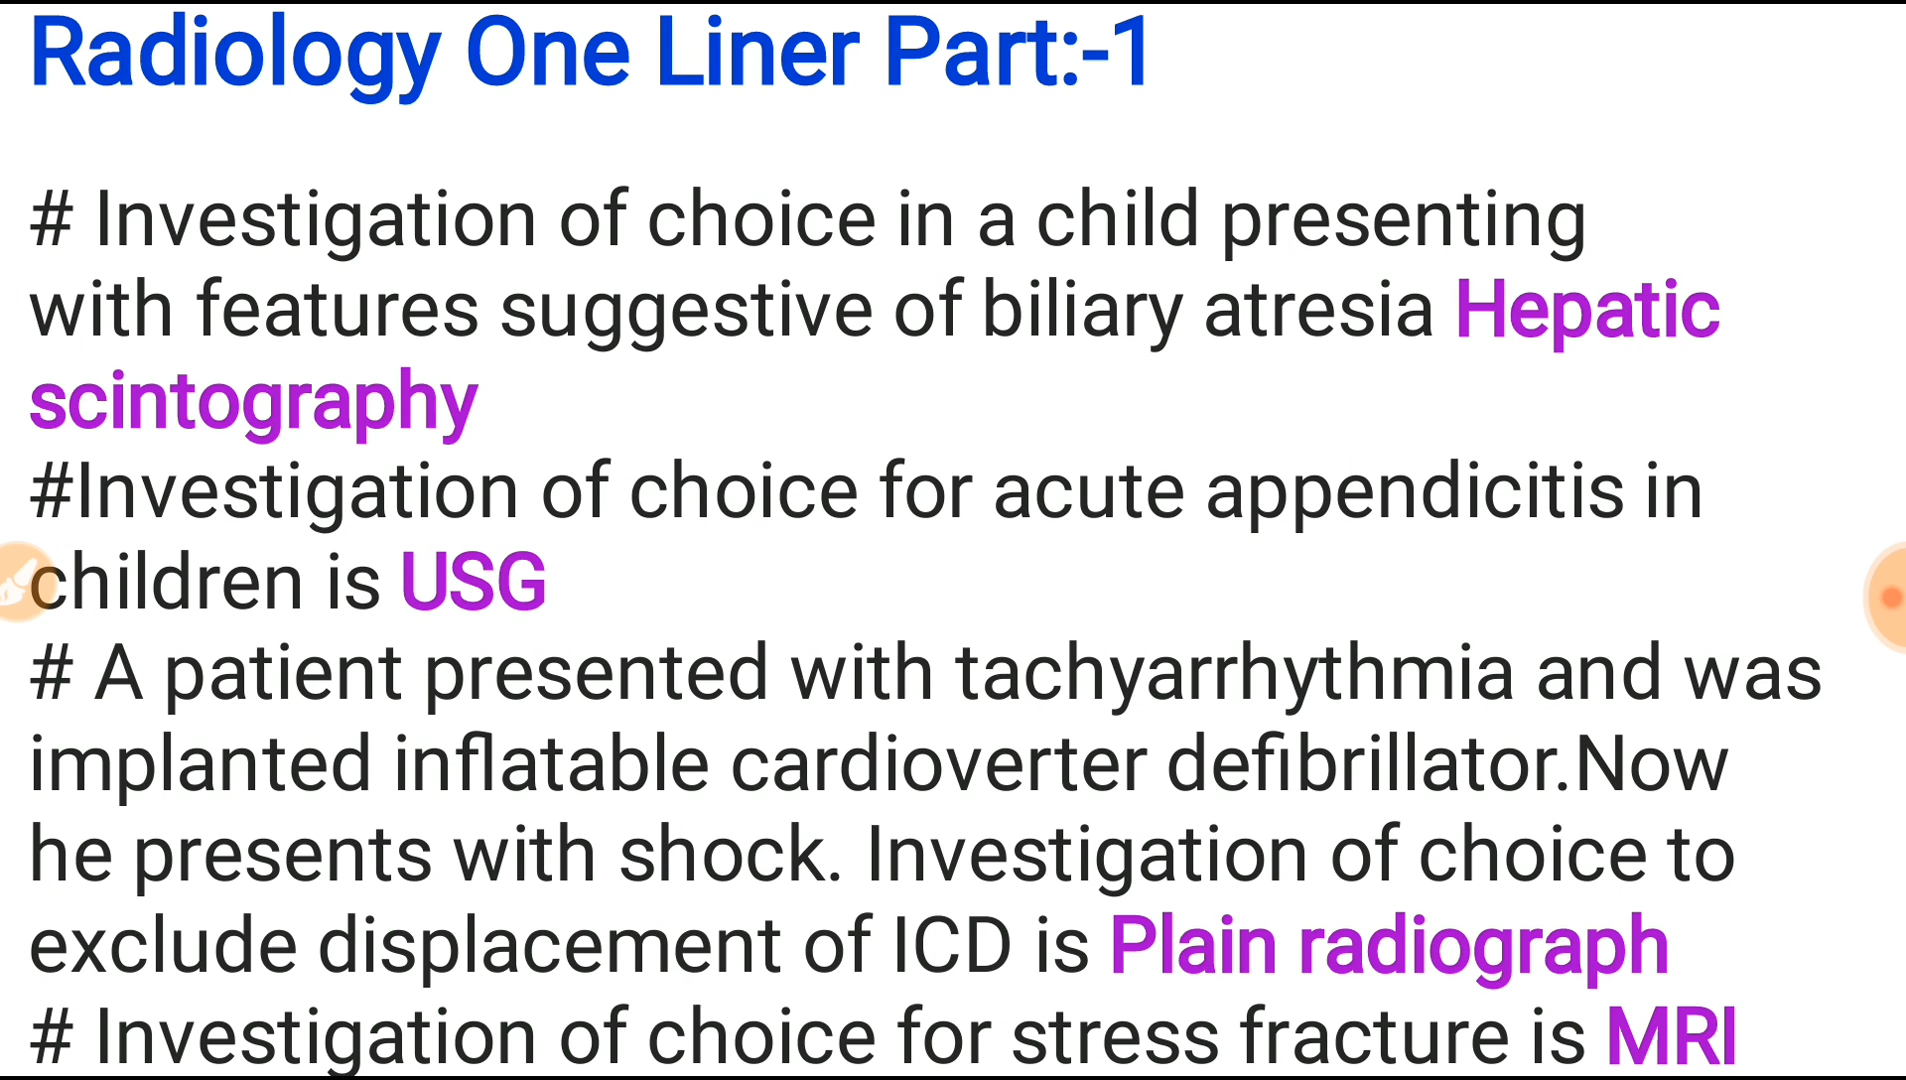 Radiology One Liner Part:-1
# Investigation of choice in a child presenting
with features suggestive of biliary atresia Hepatic
scintography
#Investigation of choice for acute appendicitis in
children is USG
# A patient presented with tachyarrhythmia and was
implanted inflatable cardioverter defibrillator.Now
he presents with shock. Investigation of choice to
exclude displacement of ICD is Plain radiograph
# Investigation of choice for stress fracture is MRI